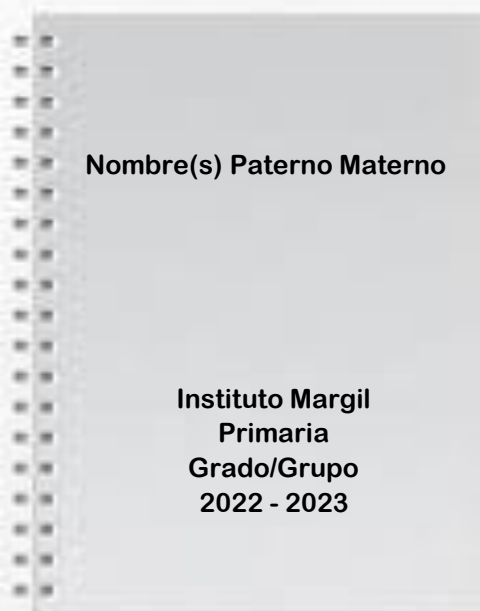 Nombre(s) Paterno Materno
Instituto Margil
Primaria
Grado/Grupo
2022 - 2023